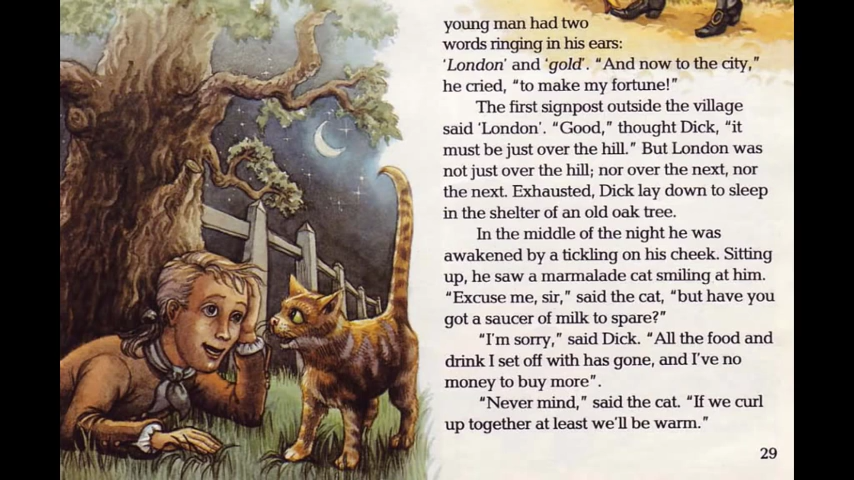 young man had two
words ringing in his ears:
'London' and 'gold'. “And now to the city,”
he cried, “to make my fortune!”
The first signpost outside the village
said 'London'. “Good,” thought Dick, “it
must be just over the hill.” But London was
not just over the hill; nor over the next, nor
the next. Exhausted, Dick lay down to sleep
in the shelter of an old oak tree.
In the middle of the night he was
awakened by a tickling on his cheek. Sitting
up, he saw a marmalade cat smiling at him.
“Excuse me, sir,” said the cat, “but have you
got a saucer of milk to spare?”
“I'm sorry,” said Dick. “All the food and
drink I set off with has gone, and I've no
money to buy more”.
“Never mind,” said the cat. “If we curl
up together at least we'll be warm.”
29